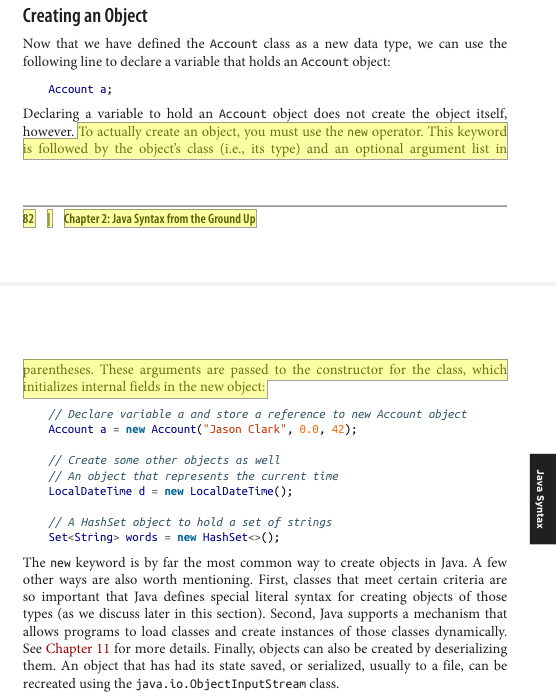 Creating an Object
Now that we have defined the Account class as a new data type, we can use the
following line to declare a variable that holds an Account object:
Account a;
Declaring a variable to hold an Account object does not create the object itself,
however. To actually create an object, you must use the new operator. This keyword
is followed by the object's class (i.e., its type) and an optional argument list in
82 | Chapter 2: Java Syntax from the Ground Up
parentheses. These arguments are passed to the constructor for the class, which
initializes internal fields in the new object:
// Declare variable a and store a reference to new Account object
Account a = new Account("Jason Clark", 0.0, 42);
// Create some other objects as well
// An object that represents the current time
LocalDateTime d = new LocalDateTime();
// A HashSet object to hold a set of strings
Set<String> words = new HashSet<>();
Java Syntax
The new keyword is by far the most common way to create objects in Java. A few
other ways are also worth mentioning. First, classes that meet certain criteria are
so important that Java defines special literal syntax for creating objects of those
types (as we discuss later in this section). Second, Java supports a mechanism that
allows programs to load classes and create instances of those classes dynamically.
See Chapter 11 for more details. Finally, objects can also be created by deserializing
them. An object that has had its state saved, or serialized, usually to a file, can be
recreated using the java.io.ObjectInputStream class.